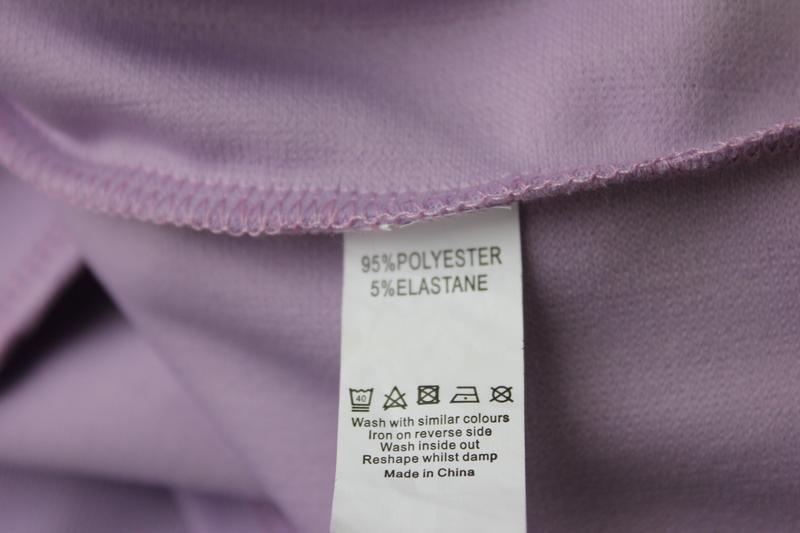 95%POLYESTER
5%ELASTANE
40
Wash with similar colours
Iron on reverse side
Wash inside out
Reshape whilst damp
Made in China